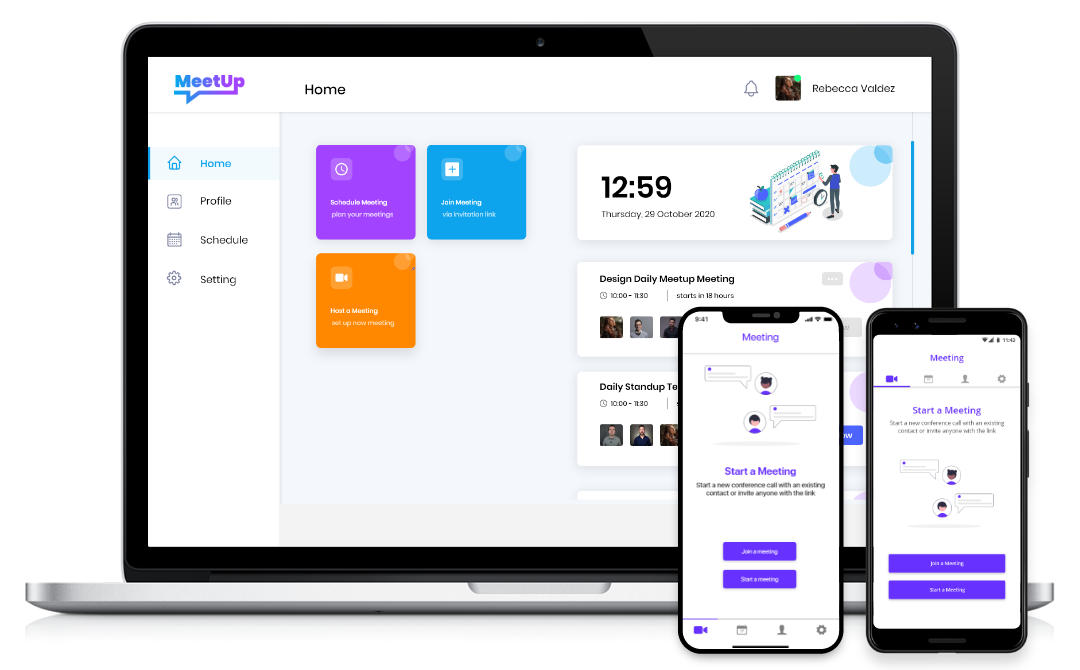 MeetUp
Home
Rebecca Valdez
Home
Profile
Schedule
Setting
Schedule Meeting
plan your meetings
Join Meeting
via invitation link
Host a Meeting
set up now meeting
12:59
Thursday, 29 October 2020
Design Daily Meetup Meeting
10:00 - 11:30
starts in 18 hours
Daily Standup Te
10:00 - 11:30
9:41
Meeting
Start a Meeting
Start a new conference call with an existing
contact or invite anyone with the link
Join a meeting
Start a meeting
11:43
Meeting
Start a Meeting
Start a new conference call with an existing
contact or invite anyone with the link
Join a Meeting
Start a Meeting